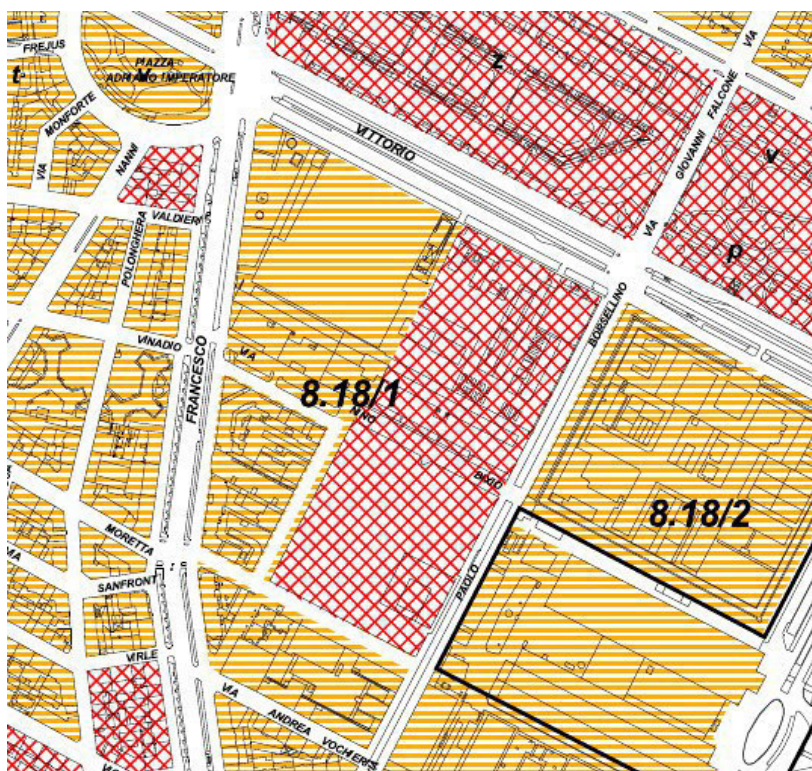 FREJUS
PIAZZA
ADRIANO IMPERATORE
t
z
VIA
FALCONE
GIOVANNI
VIA
v
p
MONFORTE
VIA
NANNI
VITTORIO
VALDIERI
POLONGHERA
VINADIO
FRANCESCO
VIA
NINO
BIXIO
8.18/1
BORSELLINO
PAOLO
8.18/2
MORETTA
SANFRONT
VIRLE
VIA
ANDREA
VOCHIERIS